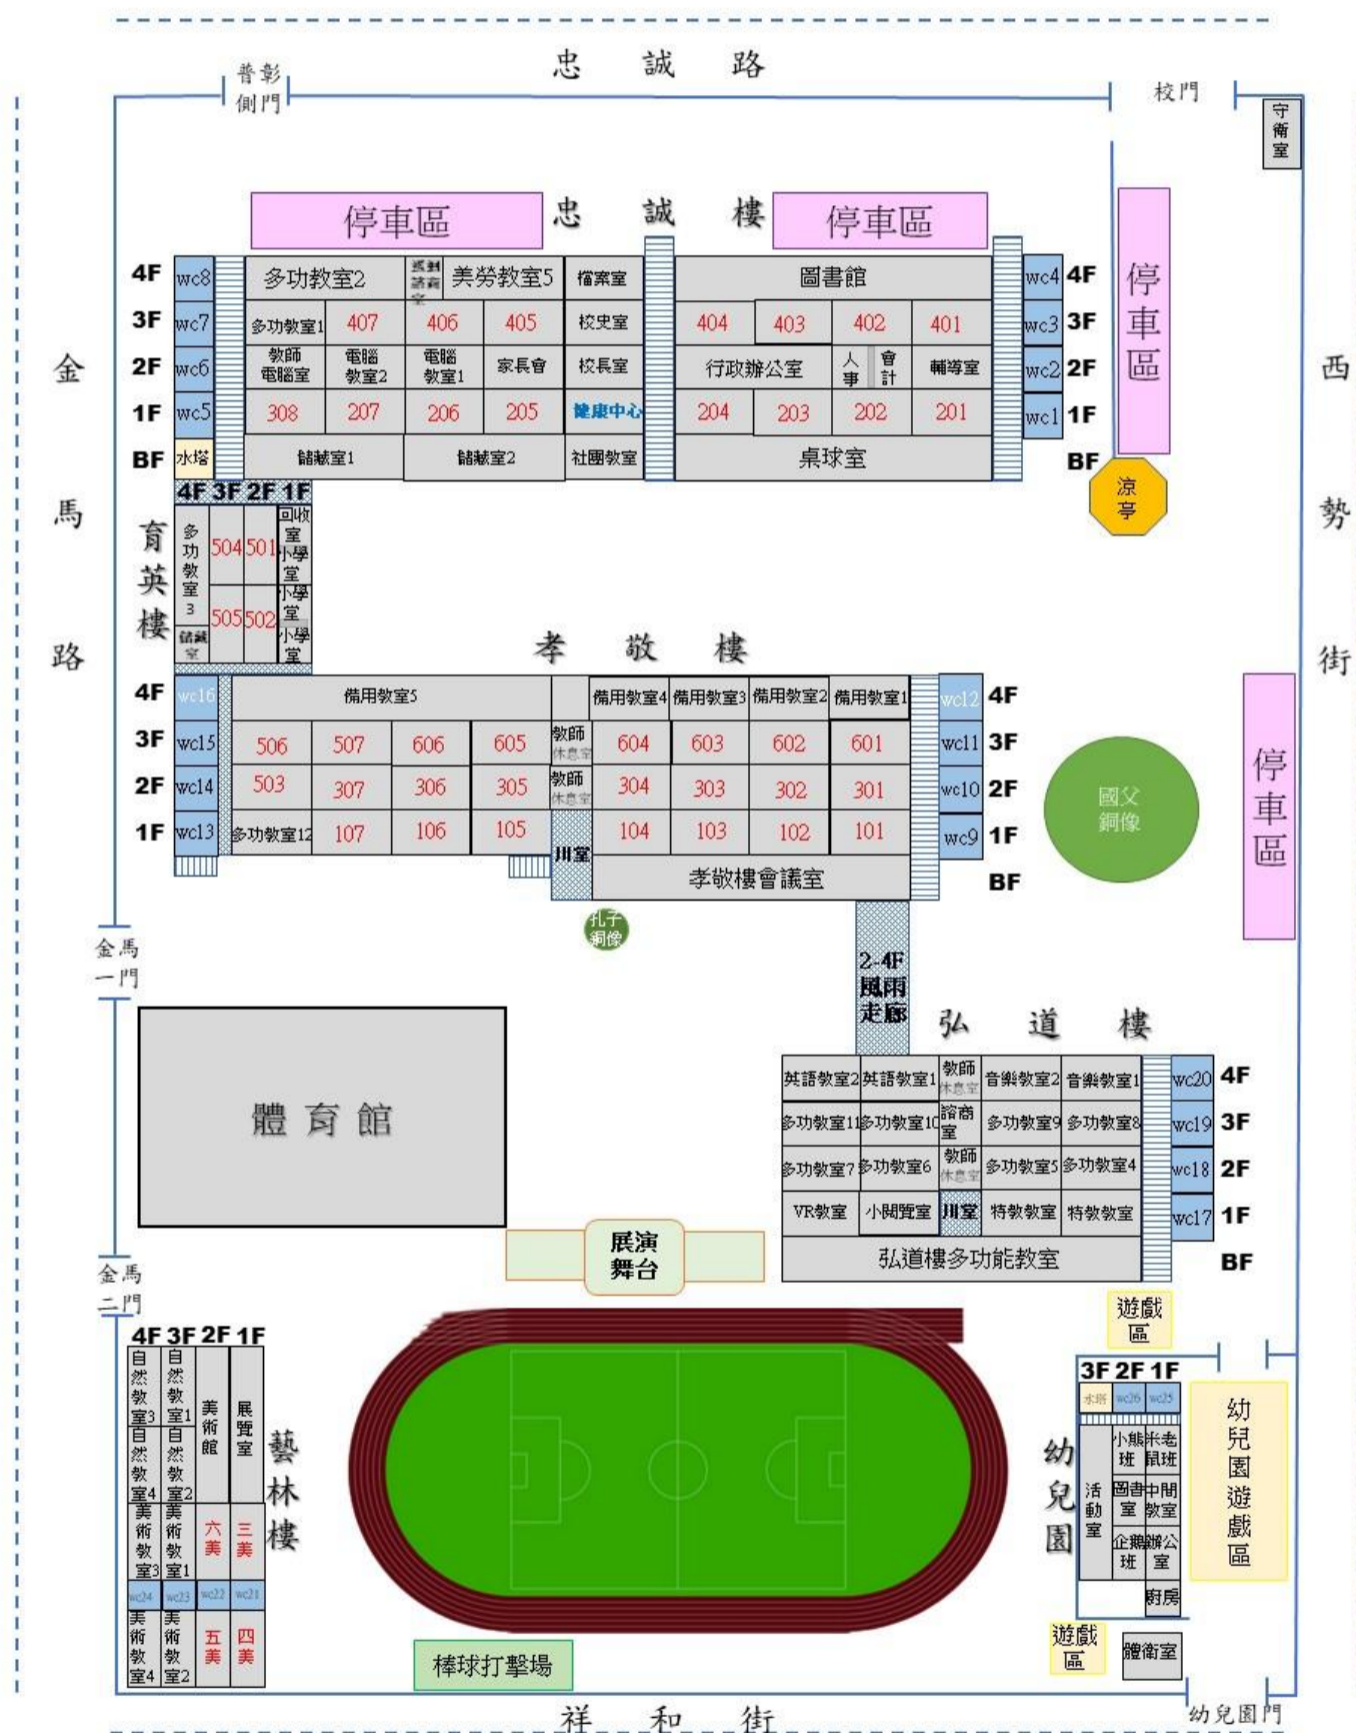 忠誠路
普彰
側門
校門
守衛室
停車區
忠誠樓
停車區
停車區
4F wc8 多功教室2 美勞教室5 檔案室 圖書館 wc4 4F
3F wc7 多功教室1 407 406 405 校史室 404 403 402 401 wc3 3F
2F wc6 教師電腦室 電腦教室2 電腦教室1 家長會 校長室 行政辦公室 人事 會計 輔導室 wc2 2F
1F wc5 308 207 206 205 健康中心 204 203 202 201 wc1 1F
BF 水塔 儲藏室1 儲藏室2 社團教室 桌球室 BF
涼亭
金馬路
西勢街
育英樓
4F 3F 2F 1F
多功教室3 504 501 回收室 小學堂
儲藏室 505 502 小學堂 小學堂
孝敬樓
4F wc16 備用教室5 備用教室4 備用教室3 備用教室2 備用教室1 wc12 4F
3F wc15 506 507 606 605 教師休息室 604 603 602 601 wc11 3F
2F wc14 503 307 306 305 教師休息室 304 303 302 301 wc10 2F
1F wc13 多功教室12 107 106 105 川堂 104 103 102 101 wc9 1F
孝敬樓會議室 BF
國父
銅像
停車區
孔子
銅像
金馬
一門
2-4F
風雨
走廊
弘道樓
英語教室2 英語教室1 教師休息室 音樂教室2 音樂教室1 wc20 4F
多功教室11 多功教室10 諮商室 多功教室9 多功教室8 wc19 3F
多功教室7 多功教室6 教師休息室 多功教室5 多功教室4 wc18 2F
VR教室 小閱覽室 川堂 特教教室 特教教室 wc17 1F
弘道樓多功能教室 BF
體育館
展演
舞台
金馬
二門
遊戲
區
藝林樓
4F 3F 2F 1F
自然教室3 自然教室1 美術館 展覽室
自然教室4 自然教室2
美術教室3 美術教室1 六美 三美
wc24 wc23 wc22 wc21
美術教室4 美術教室2 五美 四美
幼兒園
3F 2F 1F
水塔 wc26 wc25
活動室 小熊班 米老鼠班
圖書室 中間教室
企鵝班 辦公室
廚房
幼兒園遊戲區
棒球打擊場
遊戲
區
體衛室
祥和街
幼兒園門